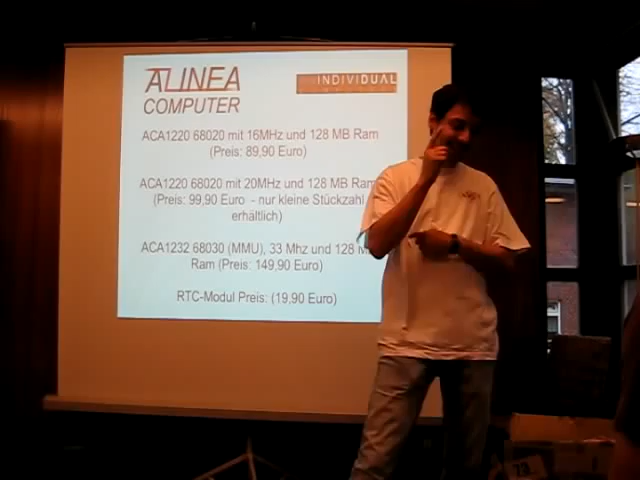 ALINEA
COMPUTER
INDIVIDUAL
ACA1220 68020 mit 16MHz und 128 MB Ram
(Preis: 89,90 Euro)
ACA1220 68020 mit 20MHz und 128 MB Ram
(Preis: 99,90 Euro - nur kleine Stückzahl
erhältlich)
ACA1232 68030 (MMU), 33 Mhz und 128
Ram (Preis: 149,90 Euro)
RTC-Modul Preis: (19,90 Euro)